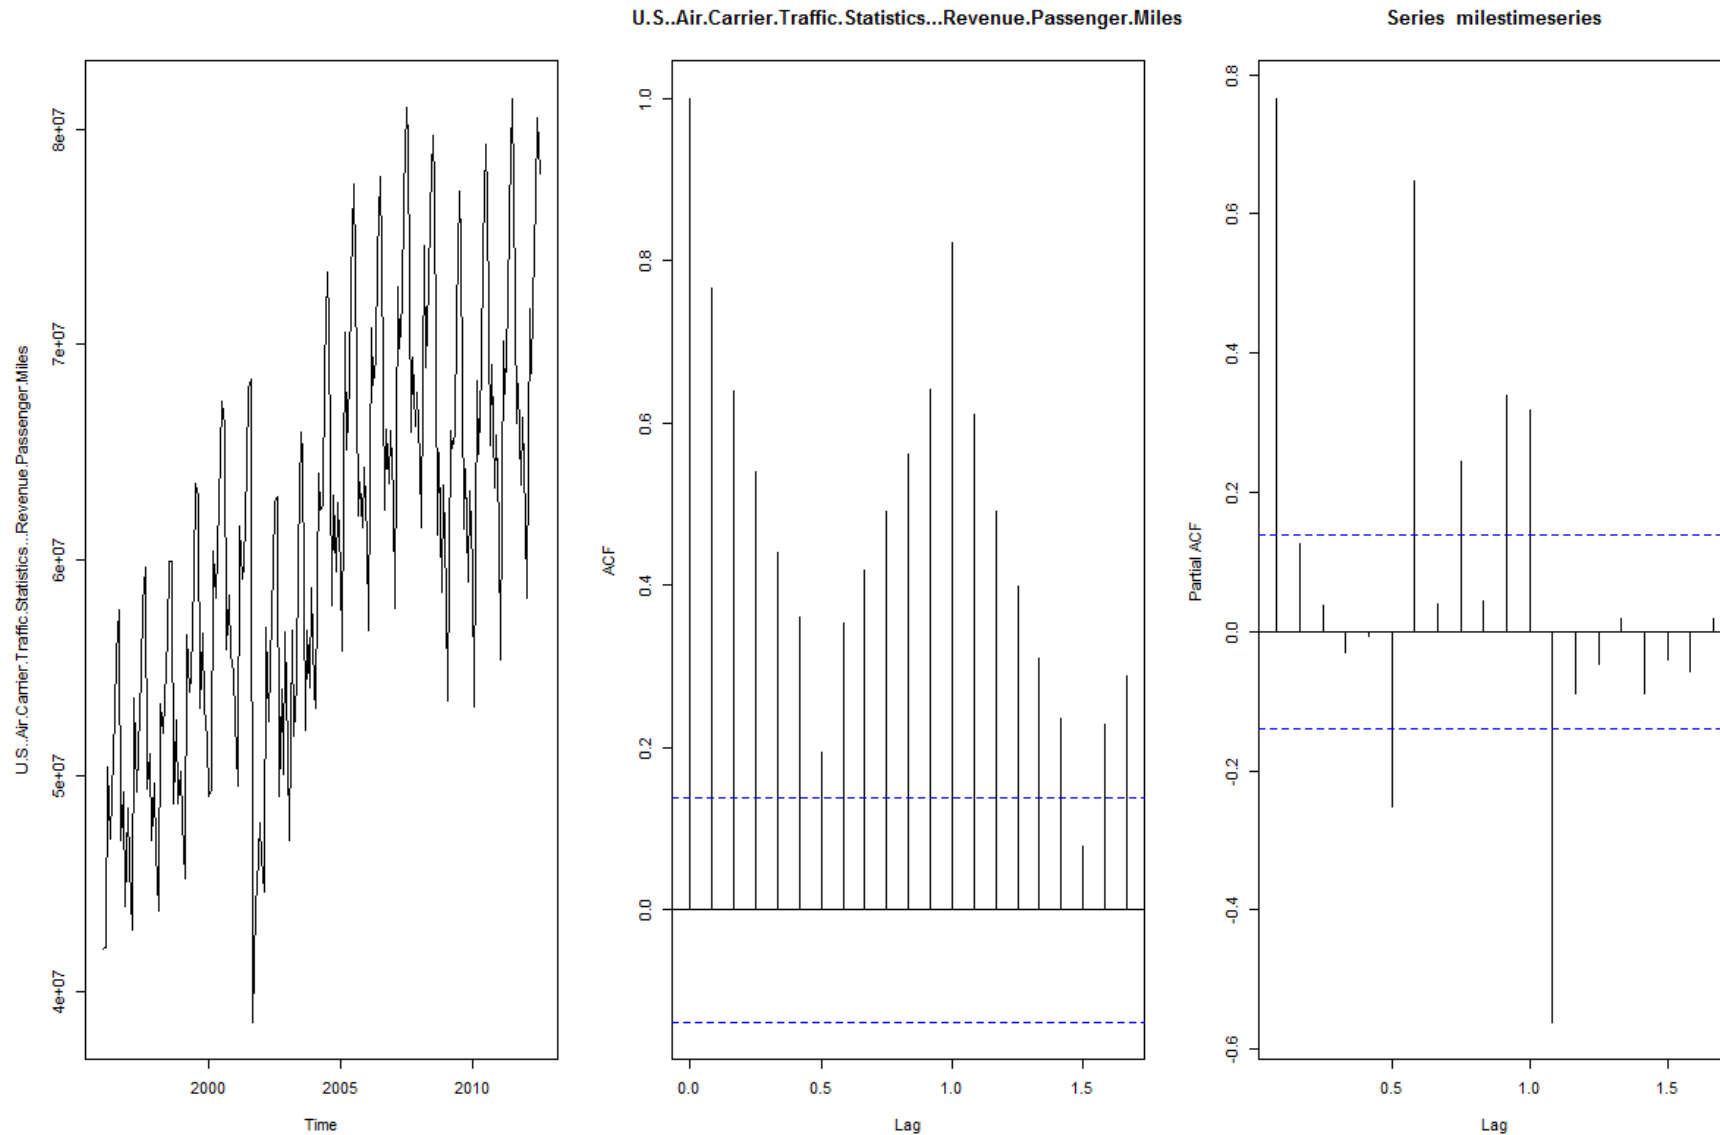 U.S..Air.Carrier.Traffic.Statistics...Revenue.Passenger.Miles
Series milestimeseries
U.S..Air.Carrier.Traffic.Statistics...Revenue.Passenger.Miles
8e+07
7e+07
6e+07
5e+07
4e+07
2000 2005 2010
Time
ACF
1.0
0.8
0.6
0.4
0.2
0.0
0.0 0.5 1.0 1.5
Lag
Partial ACF
0.8
0.6
0.4
0.2
0.0
-0.2
-0.4
-0.6
0.5 1.0 1.5
Lag